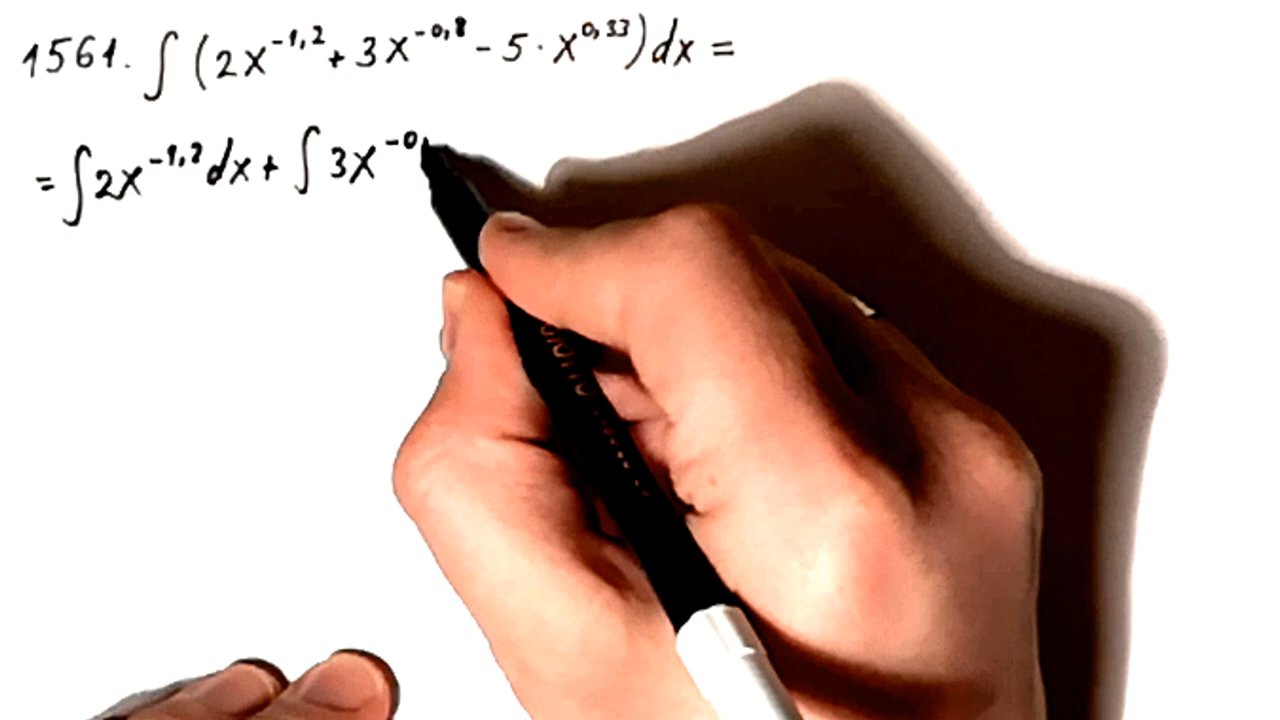 1561. ∫ (2x^-1,2 + 3x^-0,8 - 5 · x^0,33) dx =
= ∫ 2x^-1,2 dx + ∫ 3x^-0,